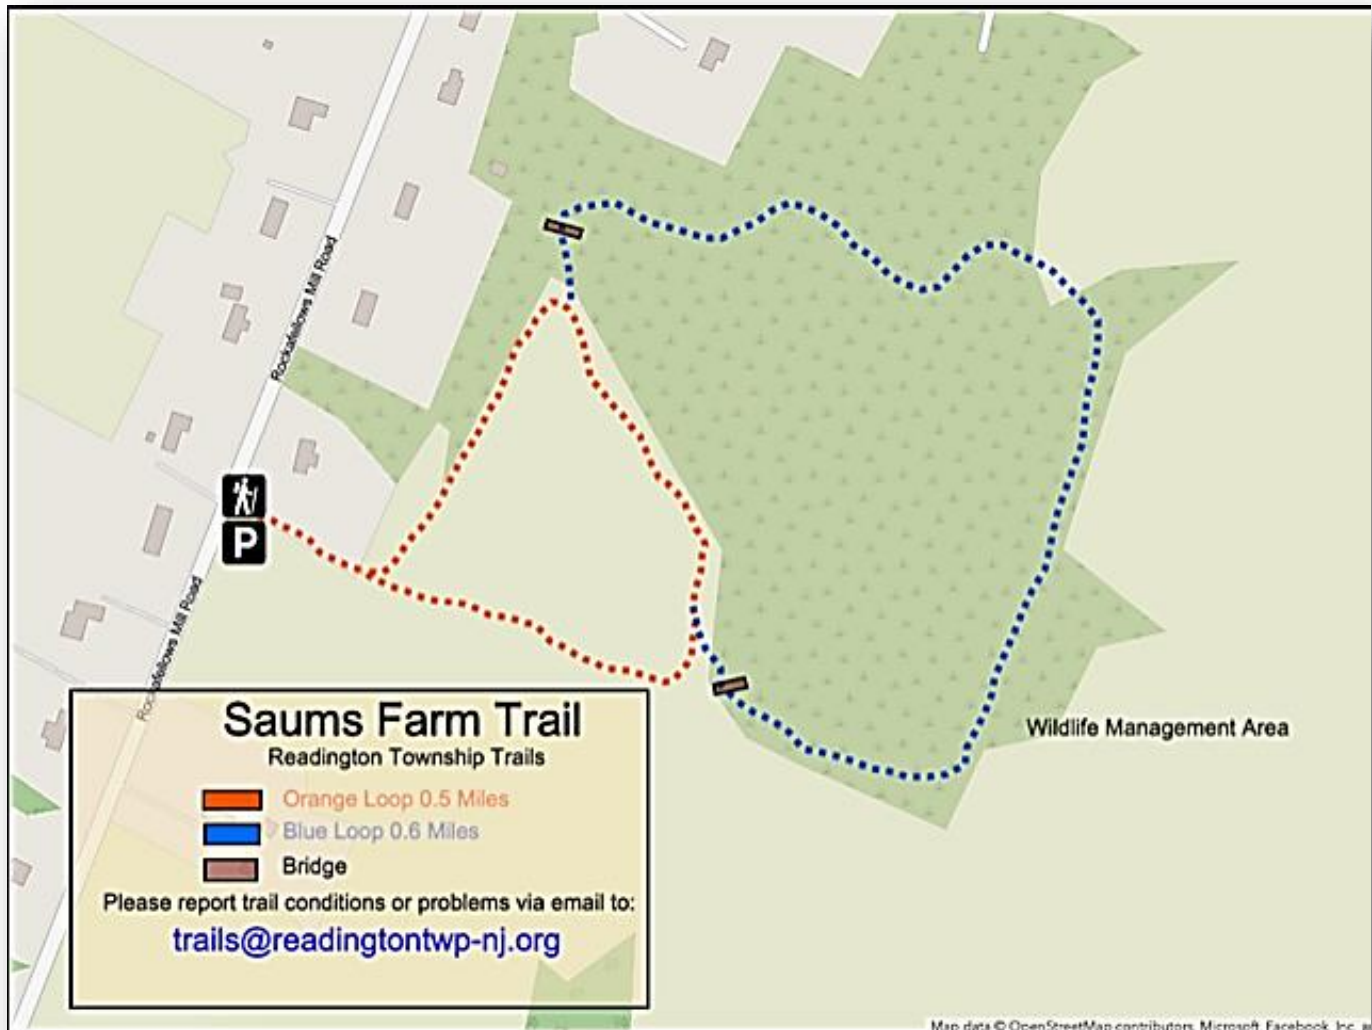 Rockafellows Mill Road
P
Rockafellows Mill Road
Wildlife Management Area
Saums Farm Trail
Readington Township Trails
Orange Loop 0.5 Miles
Blue Loop 0.6 Miles
Bridge
Please report trail conditions or problems via email to:
trails@readingtontwp-nj.org
Map data © OpenStreetMap contributors, Microsoft, Facebook, Inc. a